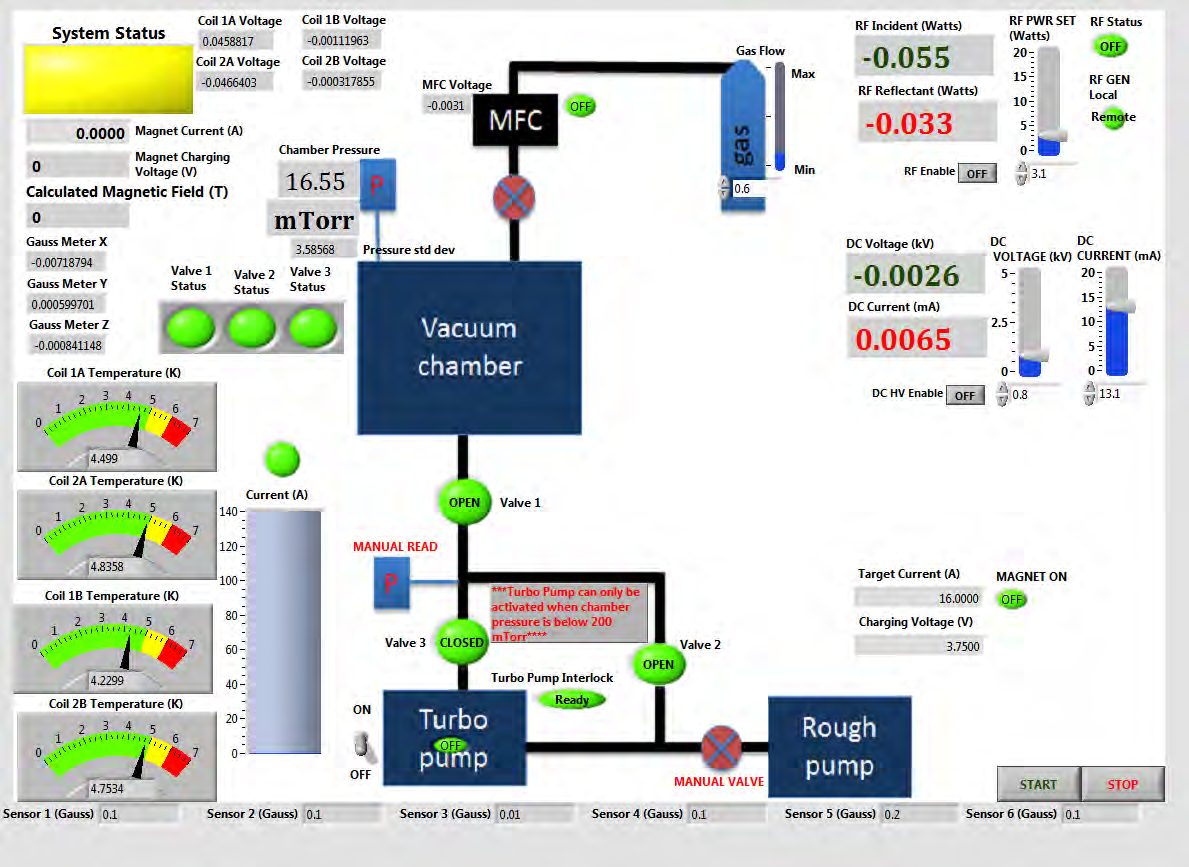 System Status
Coil 1A Voltage
0.0458817
Coil 1B Voltage
-0.00111963
Coil 2A Voltage
-0.0466403
Coil 2B Voltage
-0.000317855
0.0000 Magnet Current (A)
0 Magnet Charging
Voltage (V)
Calculated Magnetic Field (T)
0
Gauss Meter X
-0.00718794
Gauss Meter Y
0.000599701
Gauss Meter Z
-0.000841148
Chamber Pressure
16.55
P
mTorr
3.58568 Pressure std dev
Valve 1
Status
Valve 2
Status
Valve 3
Status
MFC Voltage
-0.0031
MFC
OFF
Gas Flow
Max
Min
gas
0.6
RF Incident (Watts)
-0.055
RF Reflectant (Watts)
-0.033
RF Enable OFF
RF PWR SET
(Watts)
20
15
10
5
0
3.1
RF Status
OFF
RF GEN
Local
Remote
DC Voltage (kV)
-0.0026
DC Current (mA)
0.0065
DC HV Enable OFF
DC
VOLTAGE (kV)
5
2.5
0
0.8
DC
CURRENT (mA)
20
15
10
5
0
13.1
Vacuum
chamber
Coil 1A Temperature (K)
0 1 2 3 4 5 6 7
4.499
Coil 2A Temperature (K)
0 1 2 3 4 5 6 7
4.8358
Coil 1B Temperature (K)
0 1 2 3 4 5 6 7
4.2299
Coil 2B Temperature (K)
0 1 2 3 4 5 6 7
4.7534
Current (A)
140
120
100
80
60
40
20
0
OPEN Valve 1
MANUAL READ
P
***Turbo Pump can only be
activated when chamber
pressure is below 200
mTorr****
Valve 3 CLOSED
Valve 2
OPEN
Turbo Pump Interlock
Ready
ON
OFF
Turbo
OFF
pump
MANUAL VALVE
Rough
pump
Target Current (A)
16.0000
MAGNET ON
OFF
Charging Voltage (V)
3.7500
START STOP
Sensor 1 (Gauss) 0.1 Sensor 2 (Gauss) 0.1 Sensor 3 (Gauss) 0.01 Sensor 4 (Gauss) 0.1 Sensor 5 (Gauss) 0.2 Sensor 6 (Gauss) 0.1